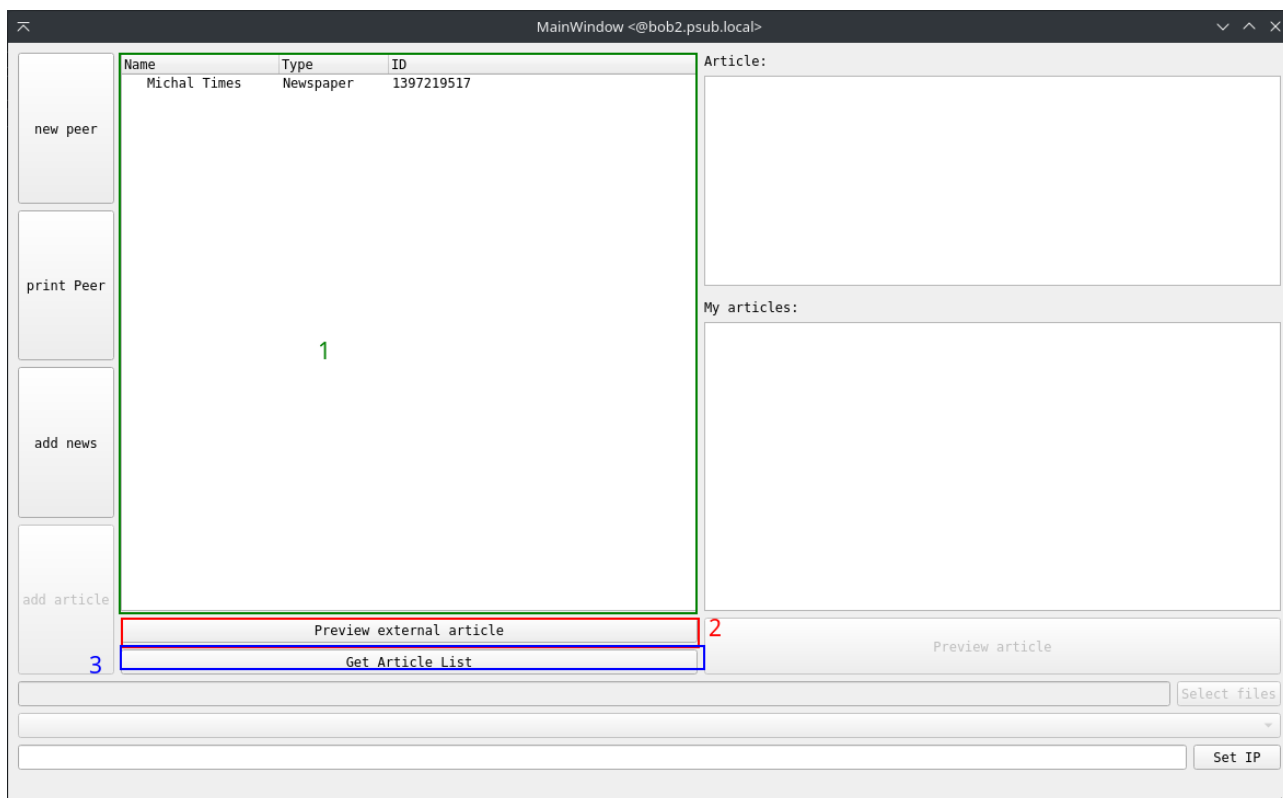 MainWindow <@bob2.psub.local>
new peer
print Peer
add news
add article
Name Type ID
Michal Times Newspaper 1397219517
1
Preview external article
2
Get Article List
3
Article:
My articles:
Preview article
Select files
Set IP